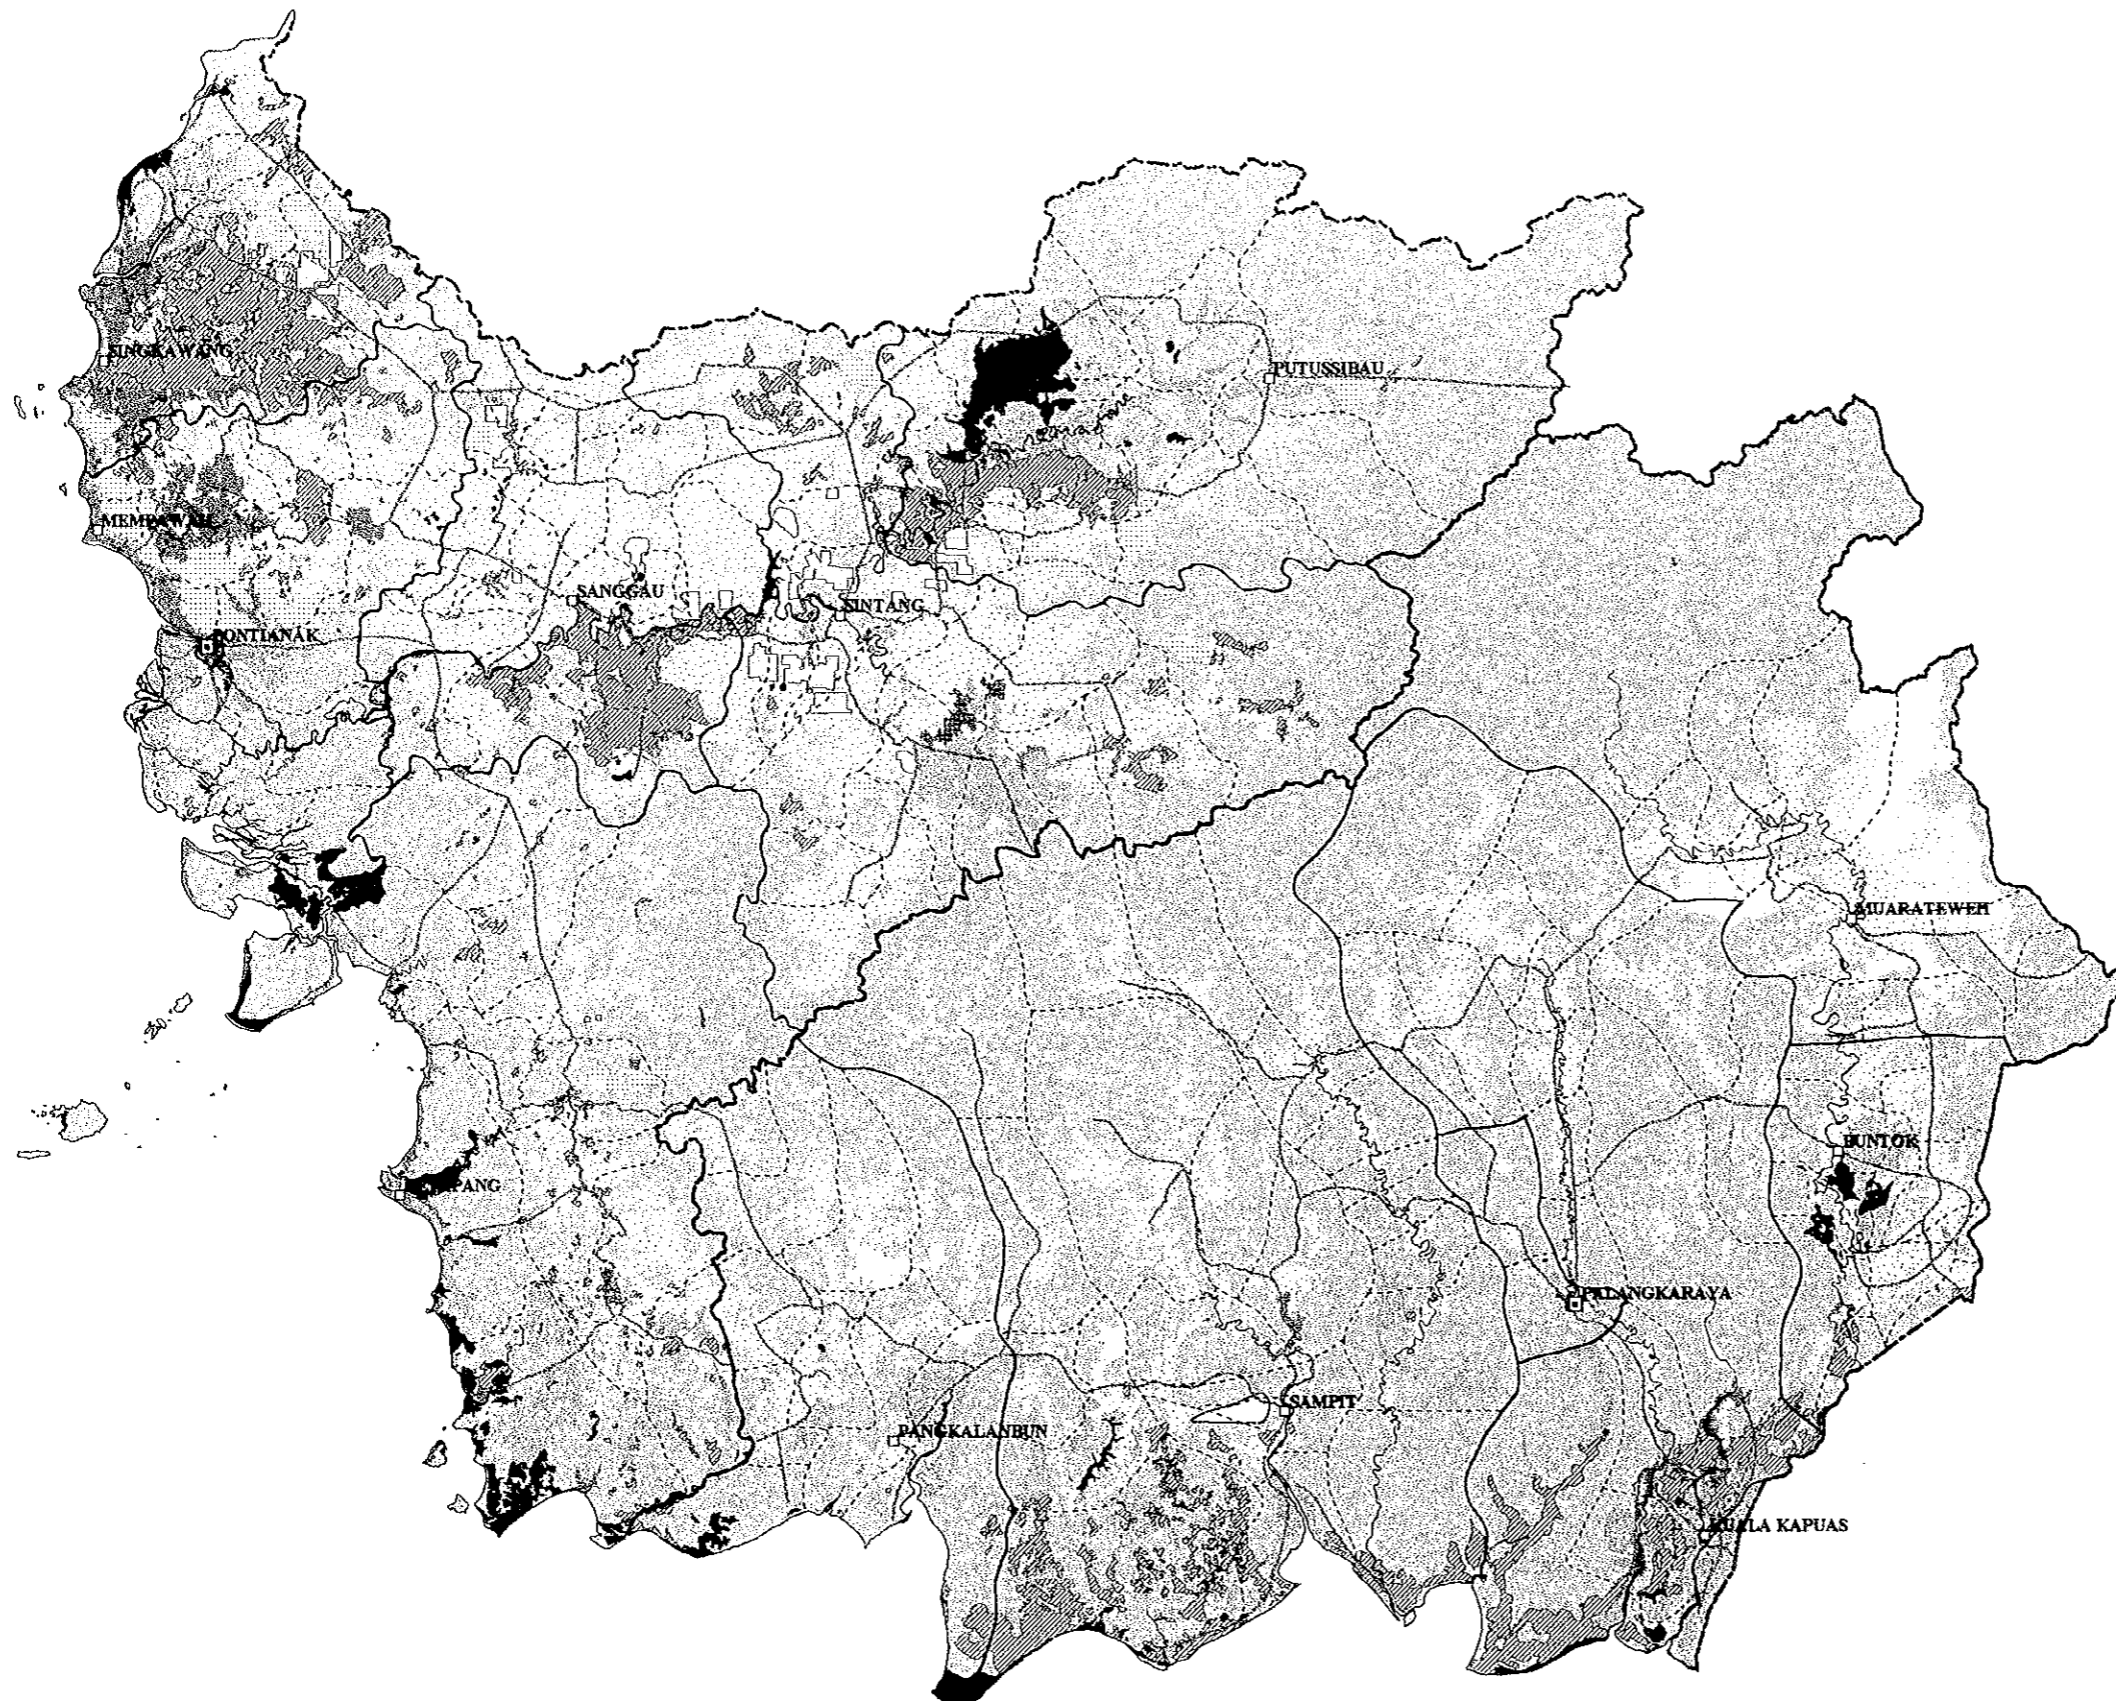 SINGKAWANG
PUTUSSIBAU
MEMPAWAH
SANGGAU
SINTANG
PONTIANAK
MUARATEWEH
BUNTOK
PALANGKARAYA
SAMPIT
PANGKALANBUN
KUALA KAPUAS